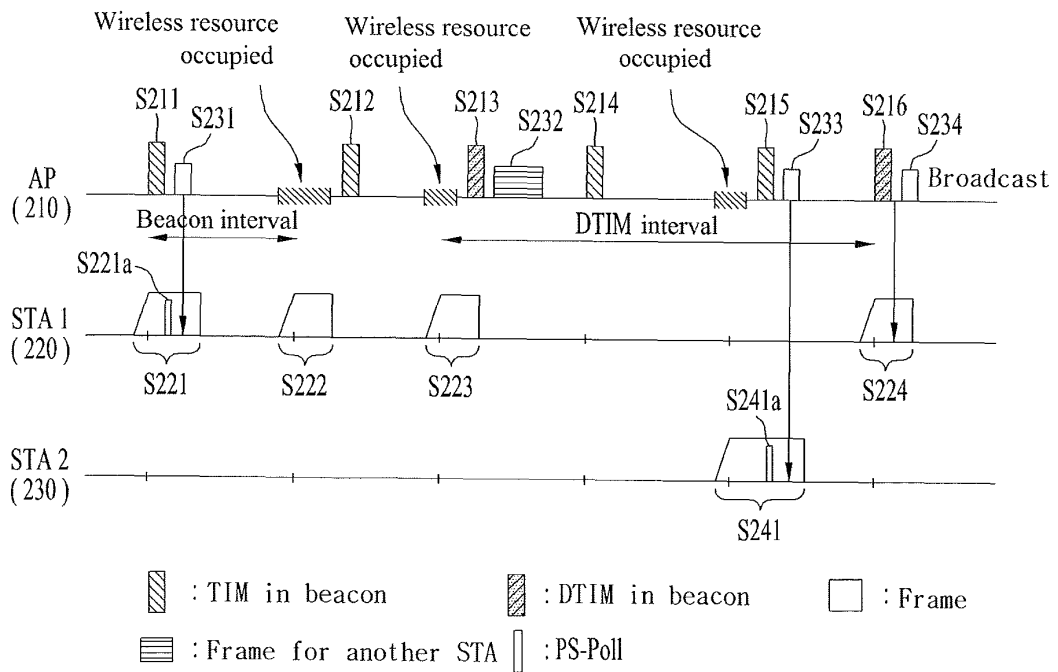 Wireless resource
occupied
Wireless resource
occupied
Wireless resource
occupied
S211
S231
S212
S213
S232
S214
S215
S233
S216
S234
AP
(210)
Broadcast
Beacon interval
DTIM interval
S221a
STA 1
(220)
S221
S222
S223
S224
S241a
STA 2
(230)
S241
: TIM in beacon
: DTIM in beacon
: Frame
: Frame for another STA
: PS-Poll